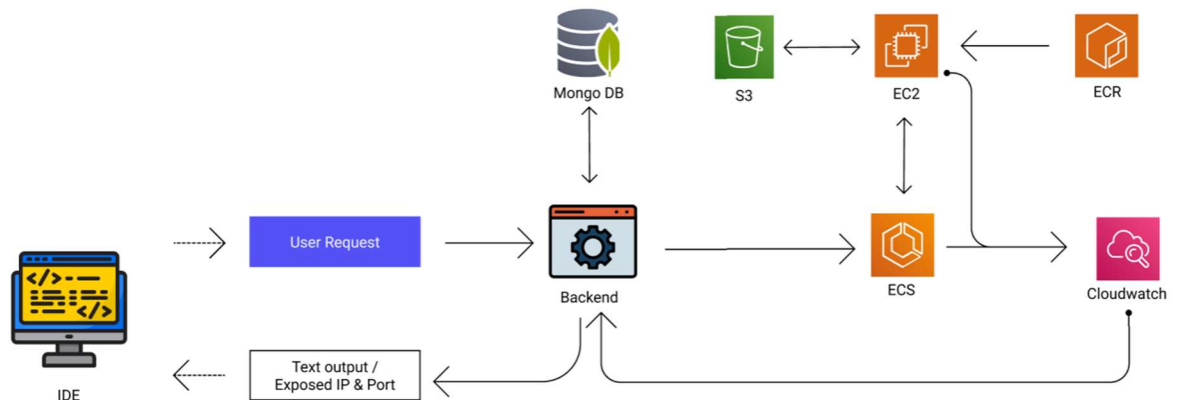 Mongo DB
S3
EC2
ECR
User Request
Backend
ECS
Cloudwatch
Text output /
Exposed IP & Port
IDE